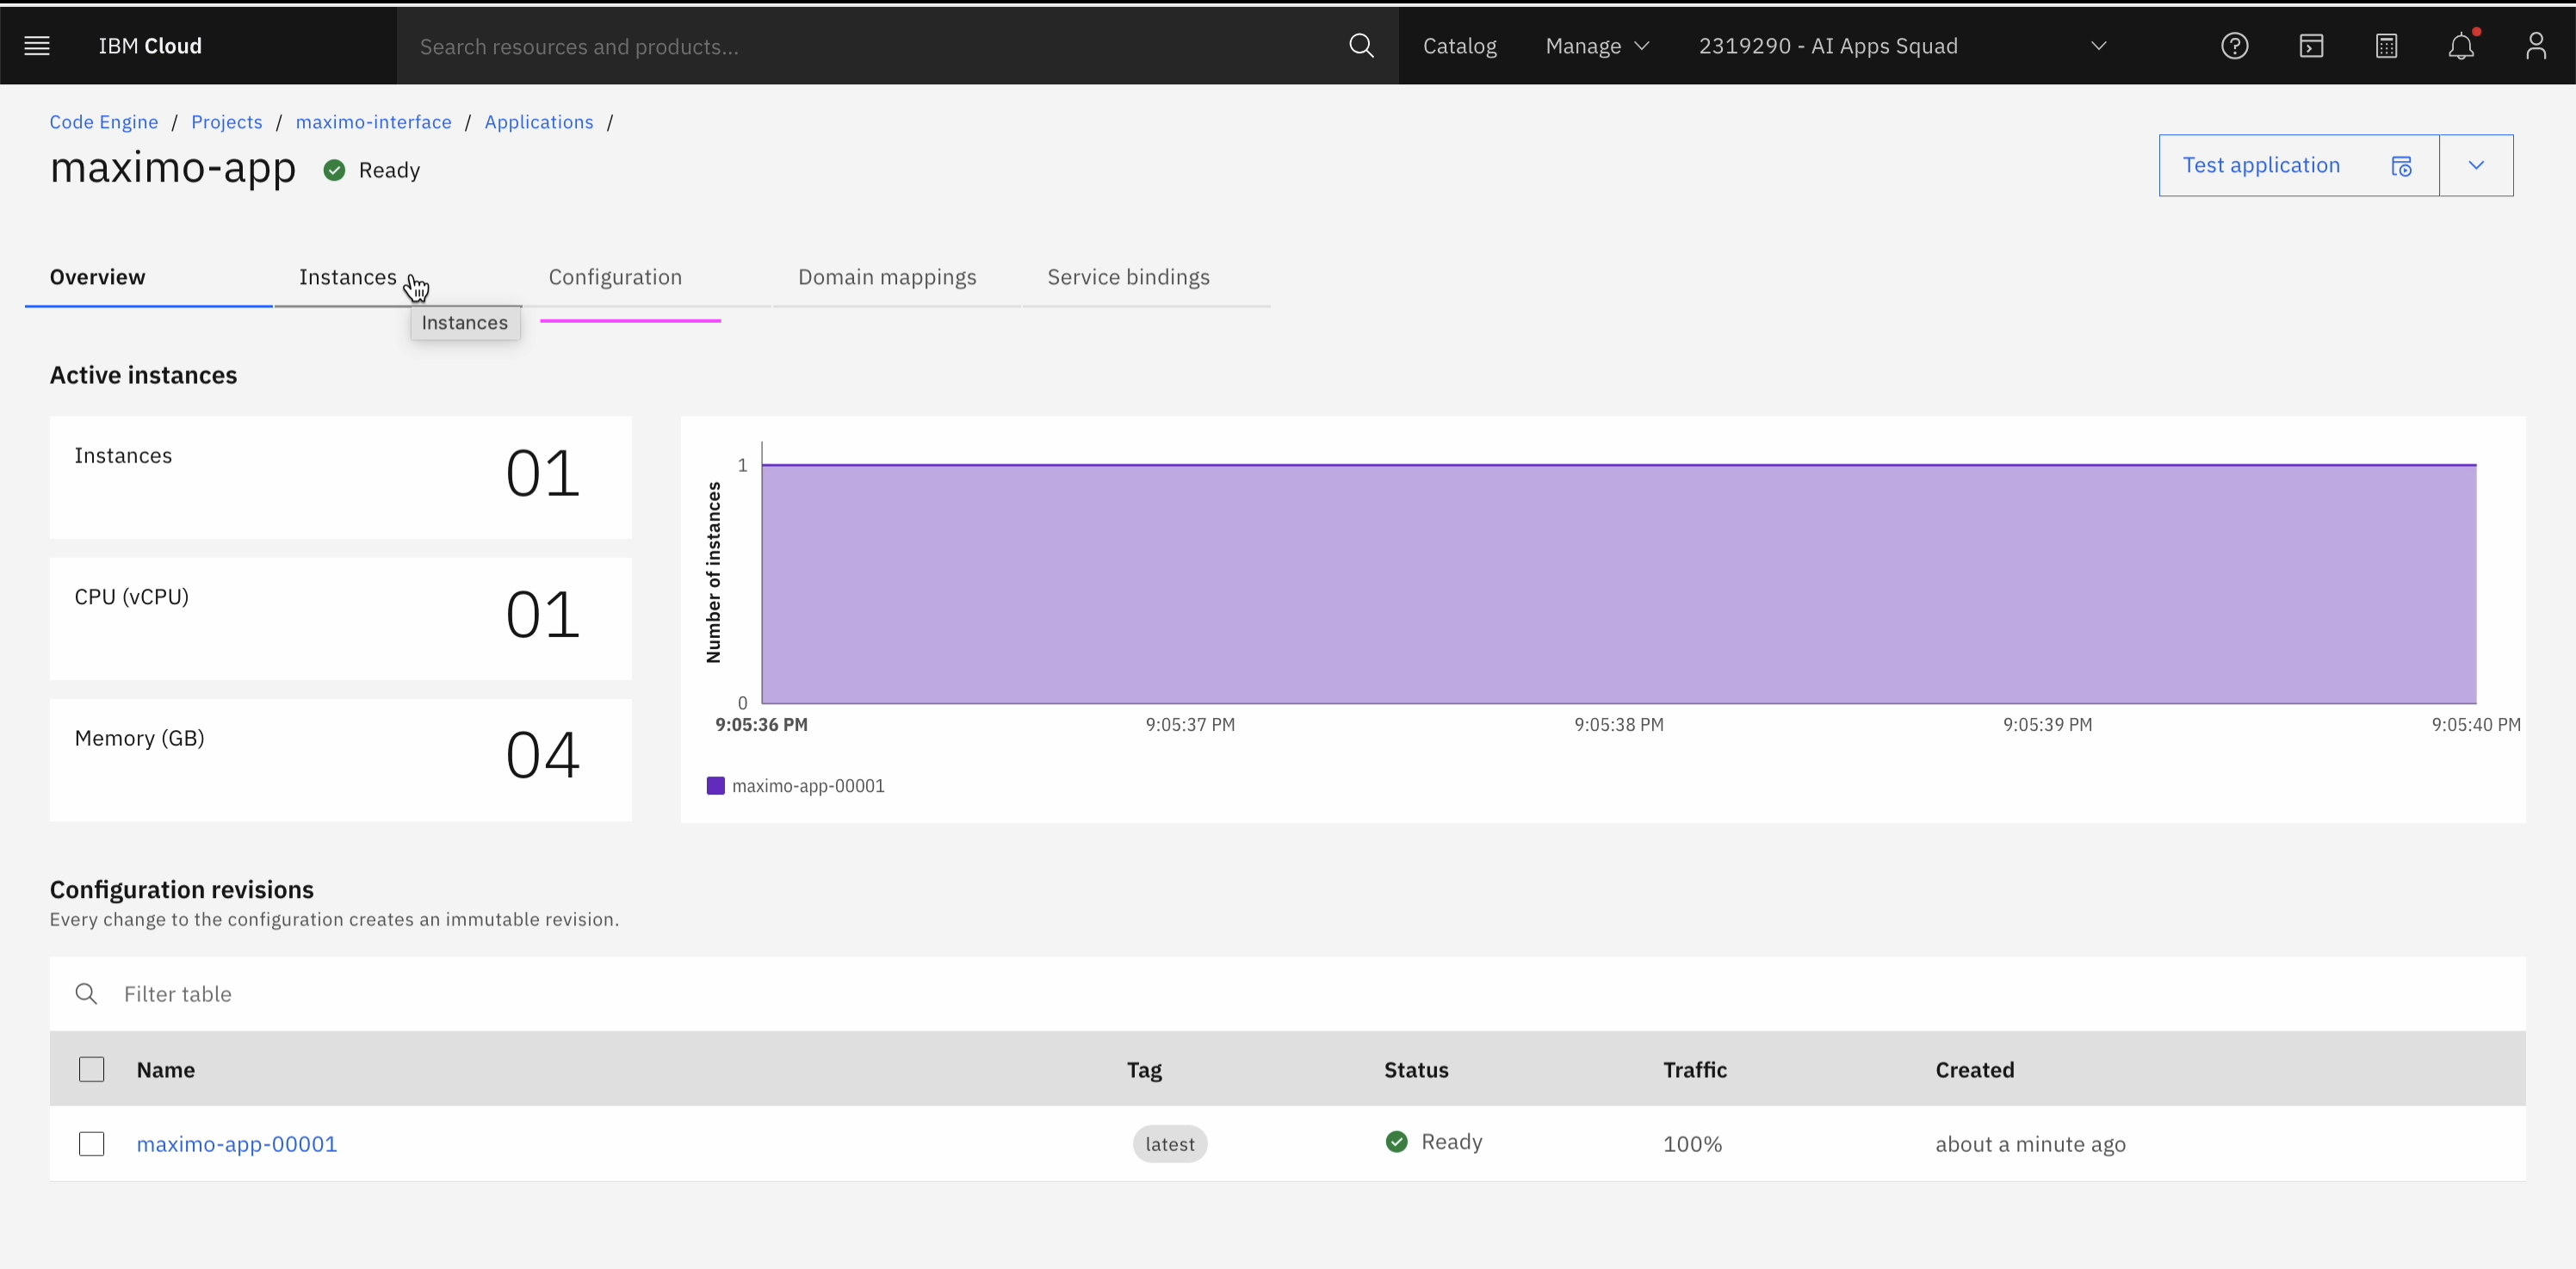 IBM Cloud
Search resources and products...
Catalog
Manage
2319290 - AI Apps Squad
Code Engine / Projects / maximo-interface / Applications /
maximo-app
Ready
Test application
Overview
Instances
Configuration
Domain mappings
Service bindings
Instances
Active instances
Instances
01
CPU (vCPU)
01
Memory (GB)
04
Number of instances
1
0
9:05:36 PM
9:05:37 PM
9:05:38 PM
9:05:39 PM
9:05:40 PM
maximo-app-00001
Configuration revisions
Every change to the configuration creates an immutable revision.
Filter table
Name Tag Status Traffic Created
maximo-app-00001 latest Ready 100% about a minute ago